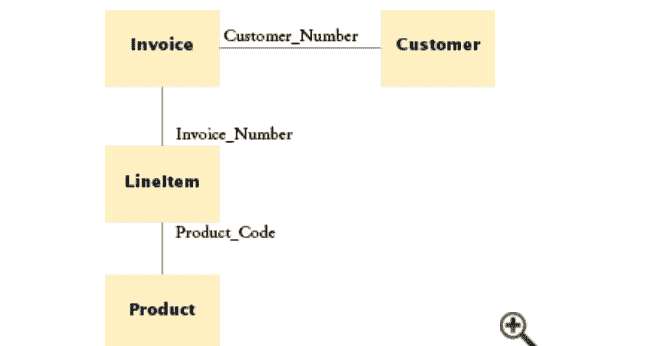 Invoice
Customer_Number
Customer
Invoice_Number
LineItem
Product_Code
Product